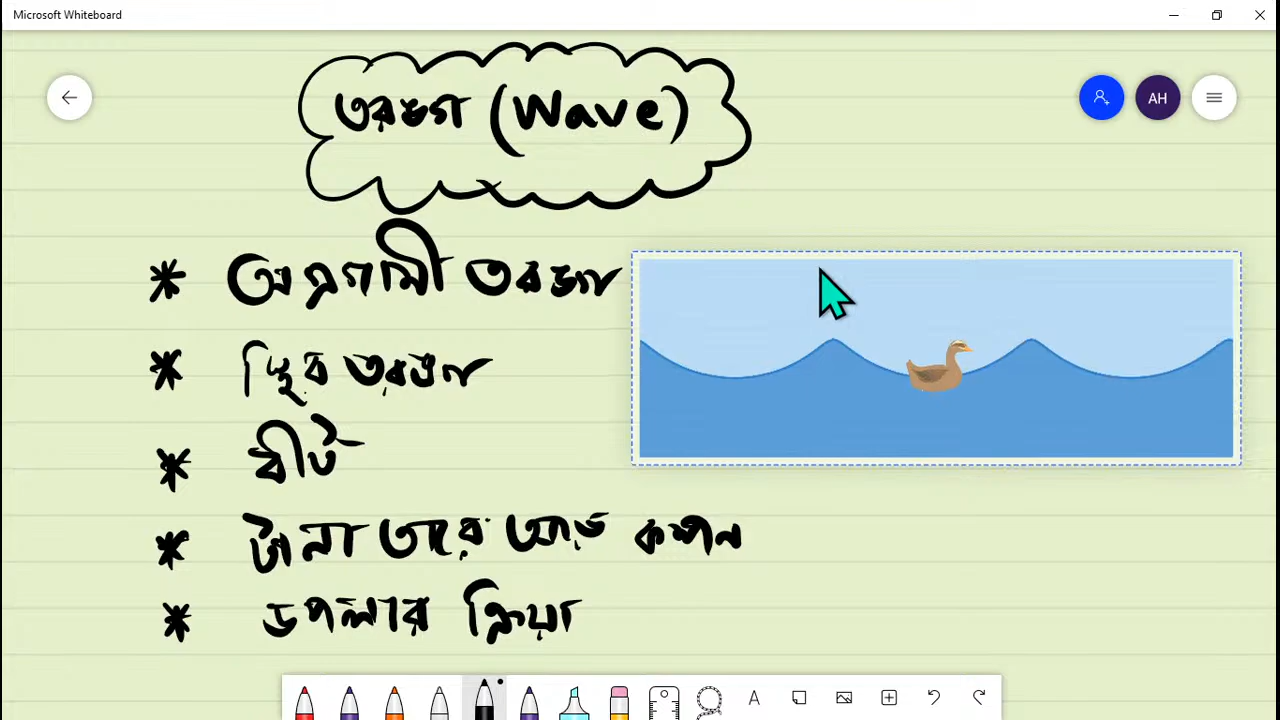 Microsoft Whiteboard
তরঙ্গ (Wave)
AH
* অগ্রগামী তরঙ্গ
* স্থির তরঙ্গ
* বীট
* টানা তারে আড় কম্পন
* ডপলার ক্রিয়া
A